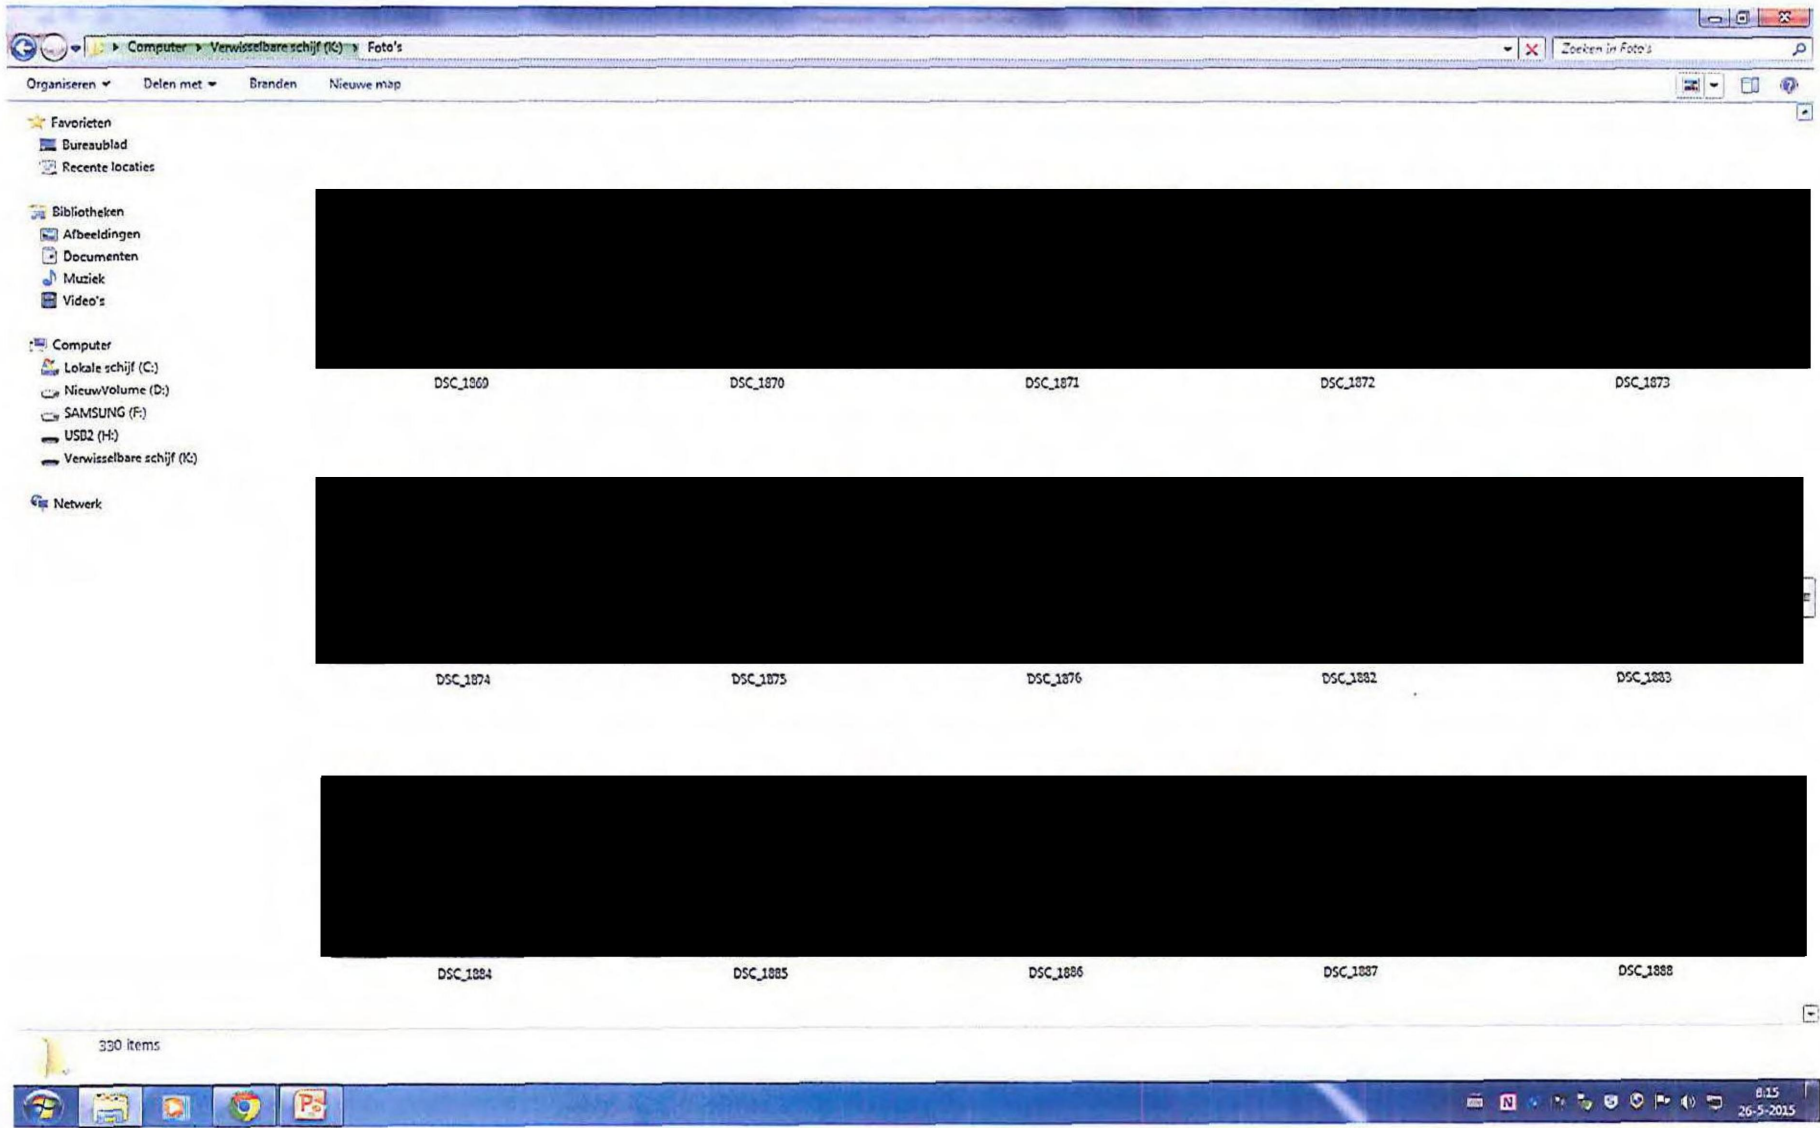 Computer ▸ Verwisselbare schijf (K:) ▸ Foto's
Zoeken in Foto's
Organiseren Delen met Branden Nieuwe map
Favorieten
Bureaublad
Recente locaties
Bibliotheken
Afbeeldingen
Documenten
Muziek
Video's
Computer
Lokale schijf (C:)
NieuwVolume (D:)
SAMSUNG (F:)
USB2 (H:)
Verwisselbare schijf (K:)
Netwerk
DSC_1869 DSC_1870 DSC_1871 DSC_1872 DSC_1873
DSC_1874 DSC_1875 DSC_1876 DSC_1882 DSC_1883
DSC_1884 DSC_1885 DSC_1886 DSC_1887 DSC_1888
330 items
8:15
26-5-2015